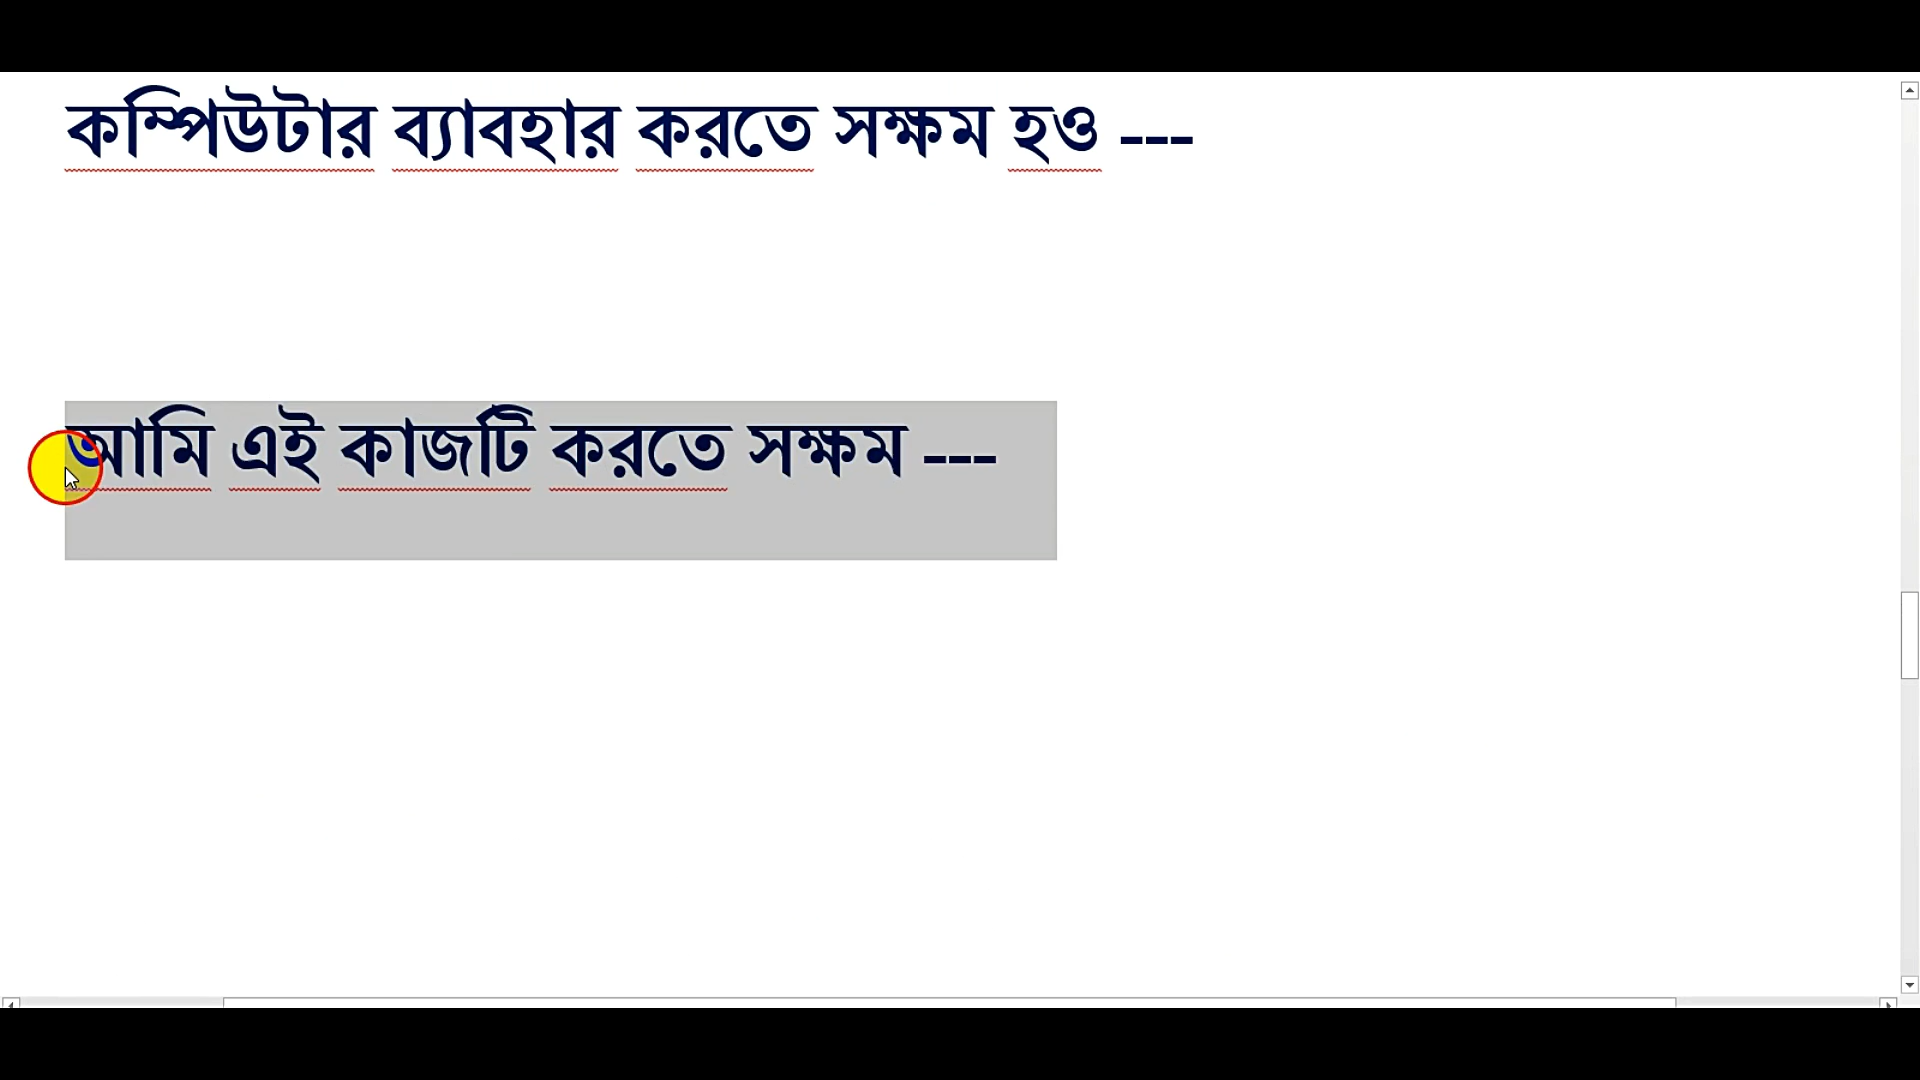 কম্পিউটার ব্যাবহার করতে সক্ষম হও ---
আমি এই কাজটি করতে সক্ষম ---